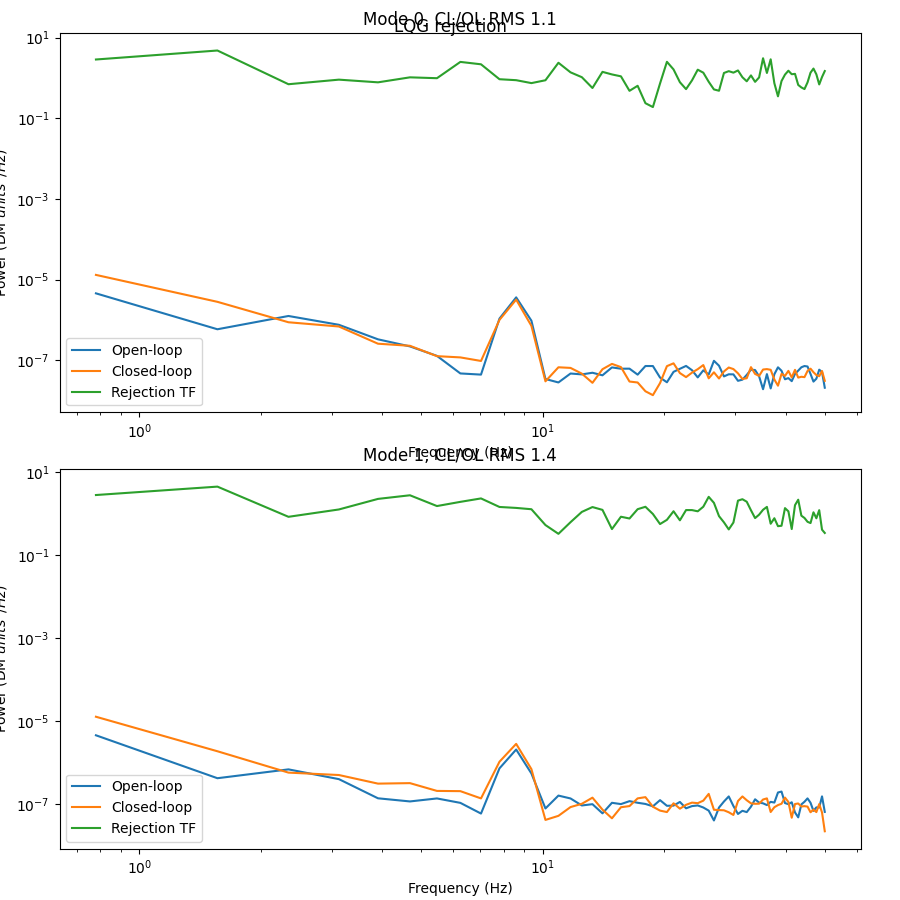 Mode 0, CL/OL RMS 1.1
LQG rejection
10¹
10⁻¹
10⁻³
10⁻⁵
10⁻⁷
Power (DM units²/Hz)
Open-loop
Closed-loop
Rejection TF
10⁰
10¹
Frequency (Hz)
Mode 1, CL/OL RMS 1.4
10¹
10⁻¹
10⁻³
10⁻⁵
10⁻⁷
Power (DM units²/Hz)
Open-loop
Closed-loop
Rejection TF
10⁰
10¹
Frequency (Hz)